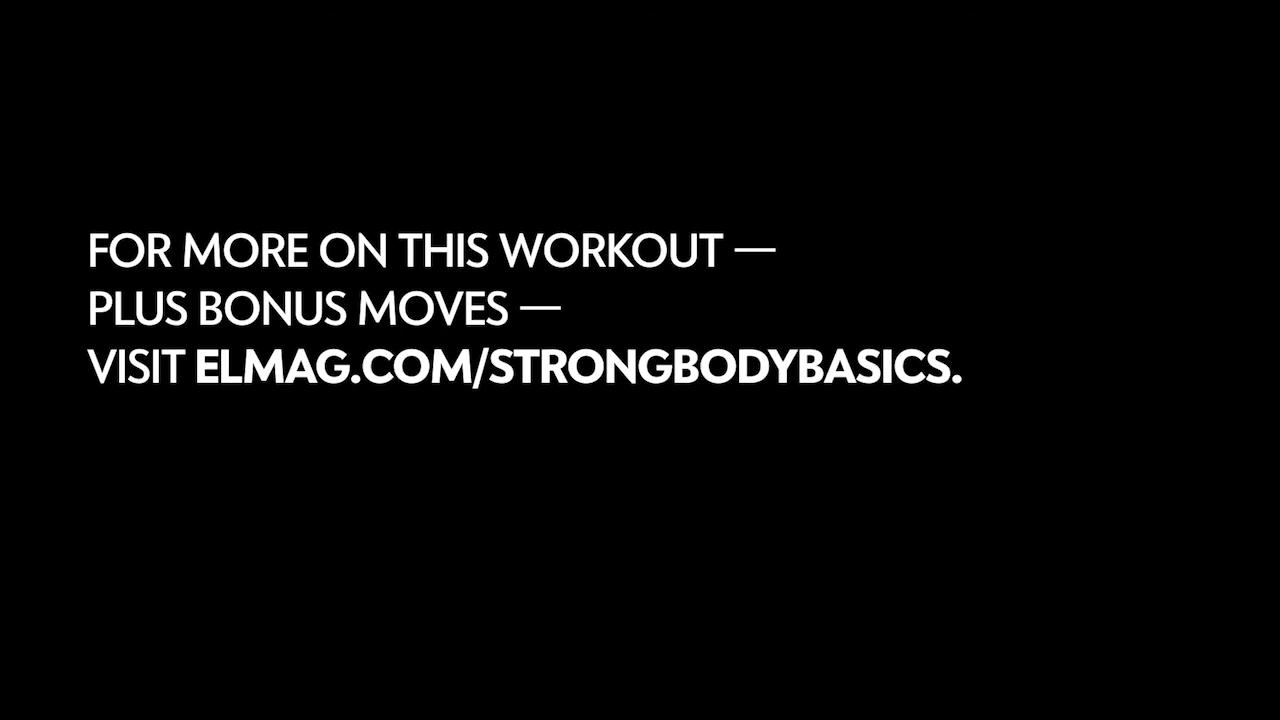 FOR MORE ON THIS WORKOUT —
PLUS BONUS MOVES —
VISIT ELMAG.COM/STRONGBODYBASICS.